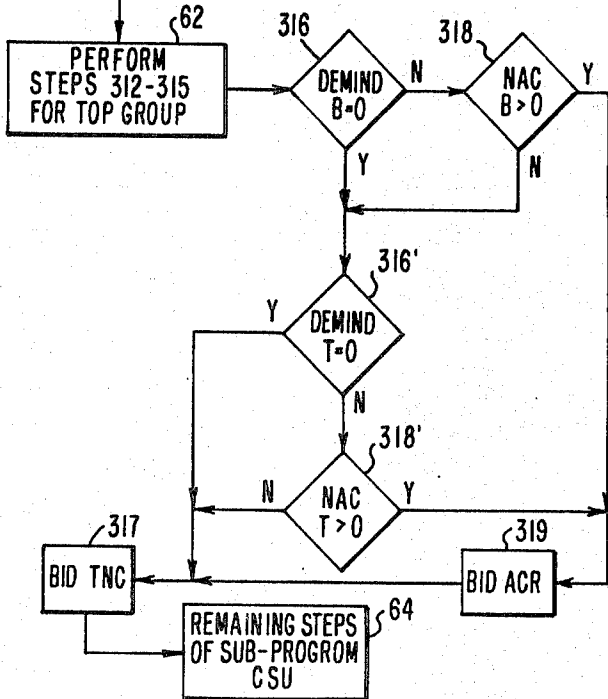 62
PERFORM
STEPS 312-315
FOR TOP GROUP
316
DEMIND
B=0
N
Y
318
NAC
B>0
Y
N
316'
DEMIND
T=0
Y
N
318'
NAC
T>0
N
Y
317
BID TNC
319
BID ACR
64
REMAINING STEPS
OF SUB-PROGROM
CSU